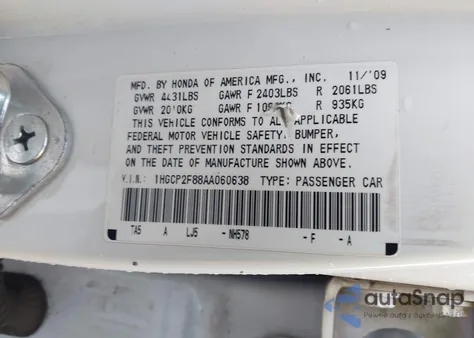 MFD. BY HONDA OF AMERICA MFG., INC. 11/'09
GVWR 4431LBS GAWR F 2403LBS R 2061LBS
GVWR GAWR F R 935KG
THIS VEHICLE CONFORMS TO ALL APPLICABLE
FEDERAL MOTOR VEHICLE SAFETY, BUMPER,
AND THEFT PREVENTION STANDARDS IN EFFECT
ON THE DATE OF MANUFACTURE SHOWN ABOVE.
V.I.N.: 1HGCP2F88AA060638 TYPE: PASSENGER CAR
TA5 A LJ5 -NH578 -F -A
autoSnap